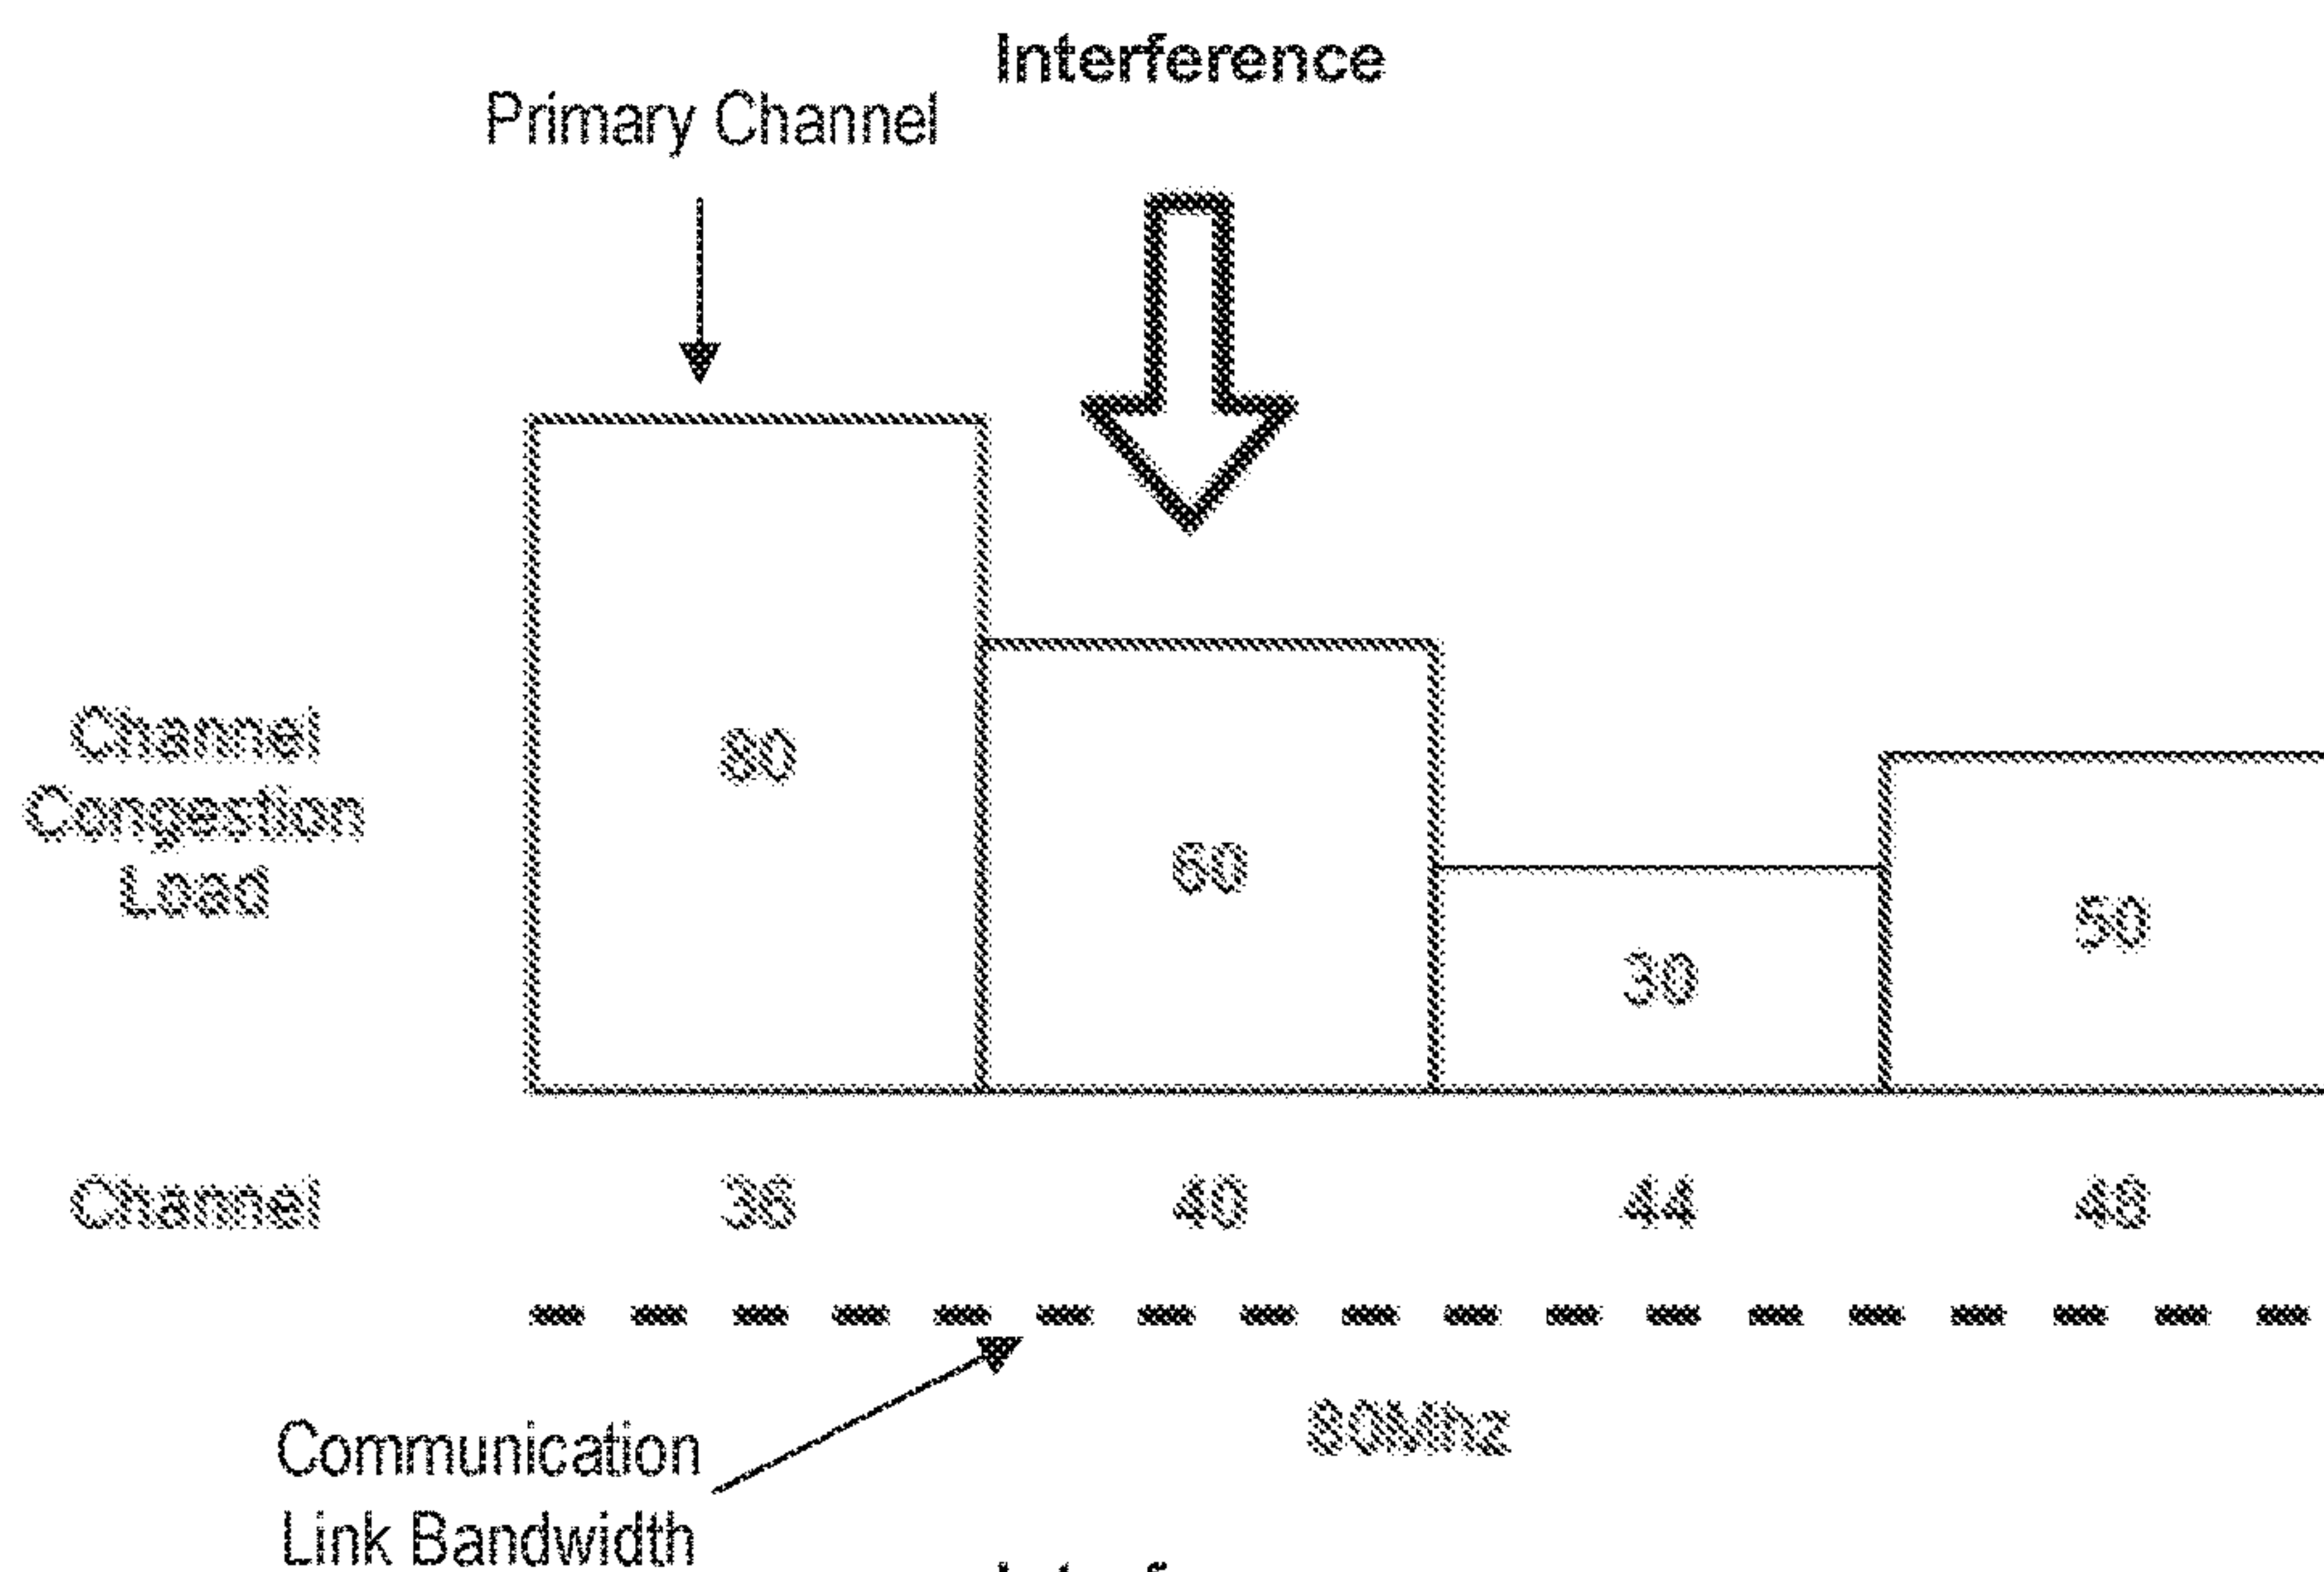 Interference
Primary Channel
Channel
Congestion
Load
80
60
30
50
Channel
36
40
44
48
80Mhz
Communication
Link Bandwidth